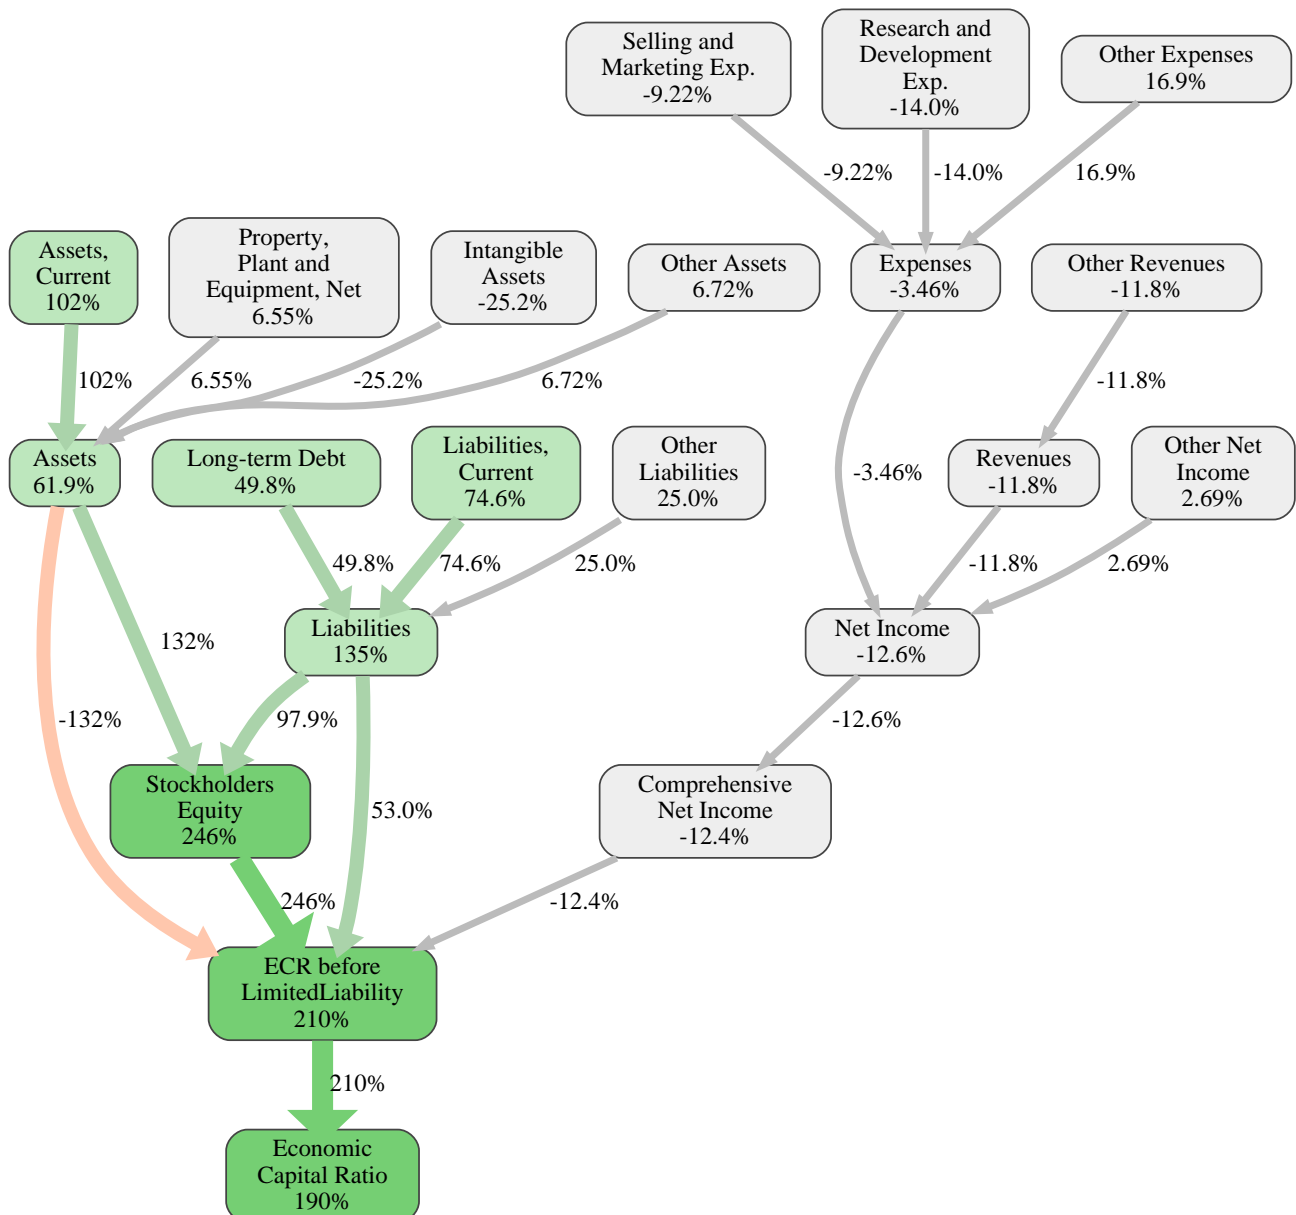 Selling and
Marketing Exp.
-9.22%
Research and
Development
Exp.
-14.0%
Other Expenses
16.9%
-9.22%
-14.0%
16.9%
Assets,
Current
102%
Property,
Plant and
Equipment, Net
6.55%
Intangible
Assets
-25.2%
Other Assets
6.72%
Expenses
-3.46%
Other Revenues
-11.8%
102%
6.55%
-25.2%
6.72%
-11.8%
Assets
61.9%
Long-term Debt
49.8%
Liabilities,
Current
74.6%
Other
Liabilities
25.0%
-3.46%
Revenues
-11.8%
Other Net
Income
2.69%
49.8%
74.6%
25.0%
-11.8%
2.69%
132%
Liabilities
135%
Net Income
-12.6%
-132%
97.9%
-12.6%
Stockholders
Equity
246%
53.0%
Comprehensive
Net Income
-12.4%
246%
-12.4%
ECR before
LimitedLiability
210%
210%
Economic
Capital Ratio
190%